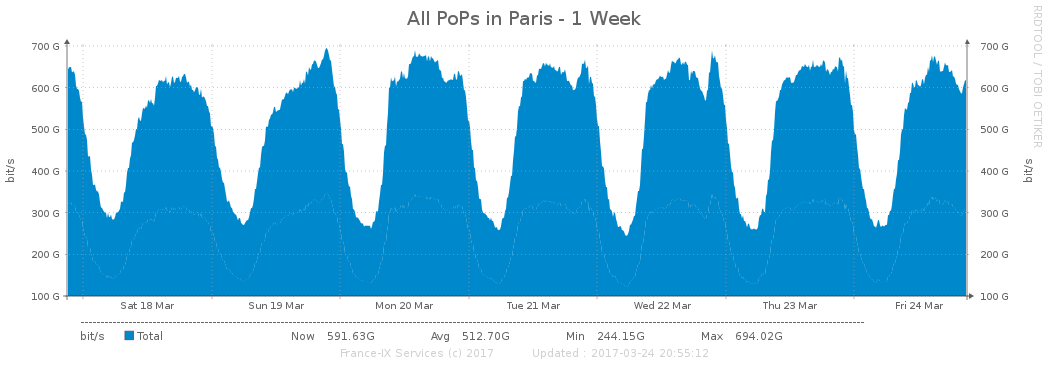 All PoPs in Paris - 1 Week
RRDTOOL / TOBI OETIKER
700 G 700 G
600 G 600 G
500 G 500 G
400 G 400 G
300 G 300 G
200 G 200 G
100 G 100 G
bit/s
bit/s
Sat 18 Mar Sun 19 Mar Mon 20 Mar Tue 21 Mar Wed 22 Mar Thu 23 Mar Fri 24 Mar
bit/s Total Now 591.63G Avg 512.70G Min 244.15G Max 694.02G
France-IX Services (c) 2017 Updated : 2017-03-24 20:55:12